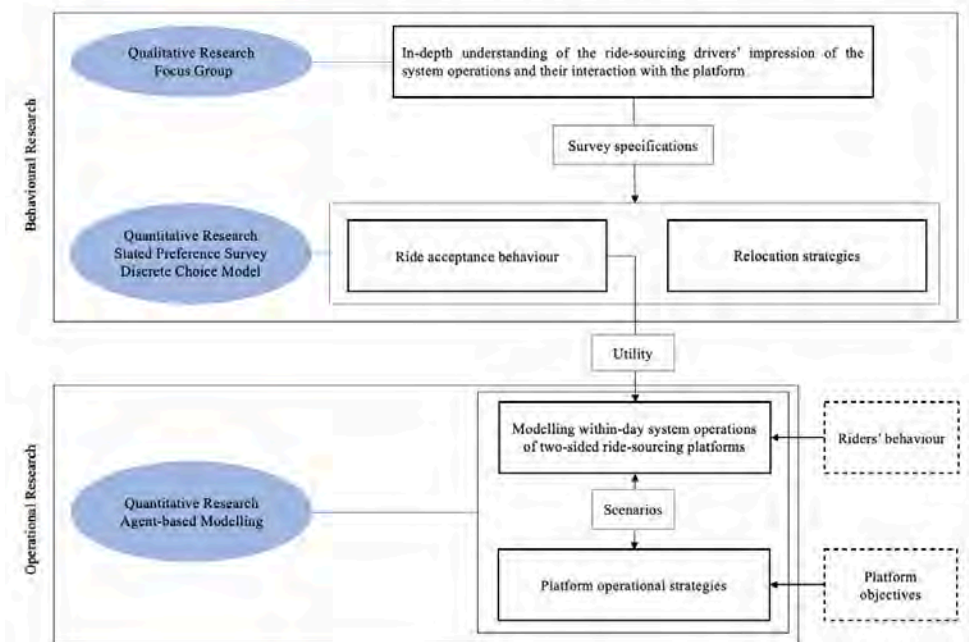 Behavioural Research
Qualitative Research
Focus Group
In-depth understanding of the ride-sourcing drivers’ impression of the
system operations and their interaction with the platform
Survey specifications
Quantitative Research
Stated Preference Survey
Discrete Choice Model
Ride acceptance behaviour
Relocation strategies
Utility
Operational Research
Quantitative Research
Agent-based Modelling
Modelling within-day system operations
of two-sided ride-sourcing platforms
Riders’ behaviour
Scenarios
Platform operational strategies
Platform
objectives